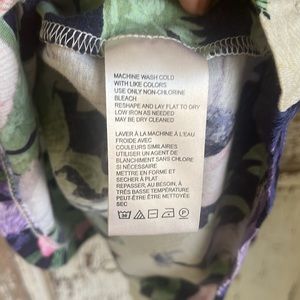 MACHINE WASH COLD
WITH LIKE COLORS
USE ONLY NON-CHLORINE
BLEACH
RESHAPE AND LAY FLAT TO DRY
LOW IRON AS NEEDED
MAY BE DRY CLEANED
LAVER À LA MACHINE À L'EAU
FROIDE AVEC
COULEURS SIMILAIRES
UTILISER UN AGENT DE
BLANCHIMENT SANS CHLORE
SI NÉCESSAIRE
METTRE EN FORME ET
SECHER À PLAT
REPASSER, AU BESOIN, À
TRÈS BASSE TEMPÉRATURE
PEUT-ÊTRE ÊTRE NETTOYÉE
SEC